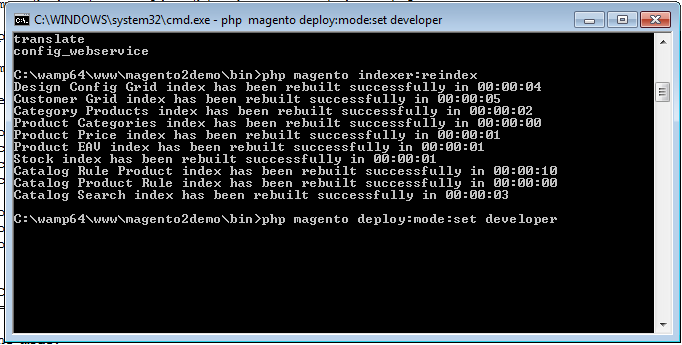 C:\WINDOWS\system32\cmd.exe - php  magento deploy:mode:set developer
translate
config_webservice
C:\wamp64\www\magento2demo\bin>php magento indexer:reindex
Design Config Grid index has been rebuilt successfully in 00:00:04
Customer Grid index has been rebuilt successfully in 00:00:05
Category Products index has been rebuilt successfully in 00:00:02
Product Categories index has been rebuilt successfully in 00:00:00
Product Price index has been rebuilt successfully in 00:00:01
Product EAV index has been rebuilt successfully in 00:00:01
Stock index has been rebuilt successfully in 00:00:01
Catalog Rule Product index has been rebuilt successfully in 00:00:10
Catalog Product Rule index has been rebuilt successfully in 00:00:00
Catalog Search index has been rebuilt successfully in 00:00:03
C:\wamp64\www\magento2demo\bin>php magento deploy:mode:set developer